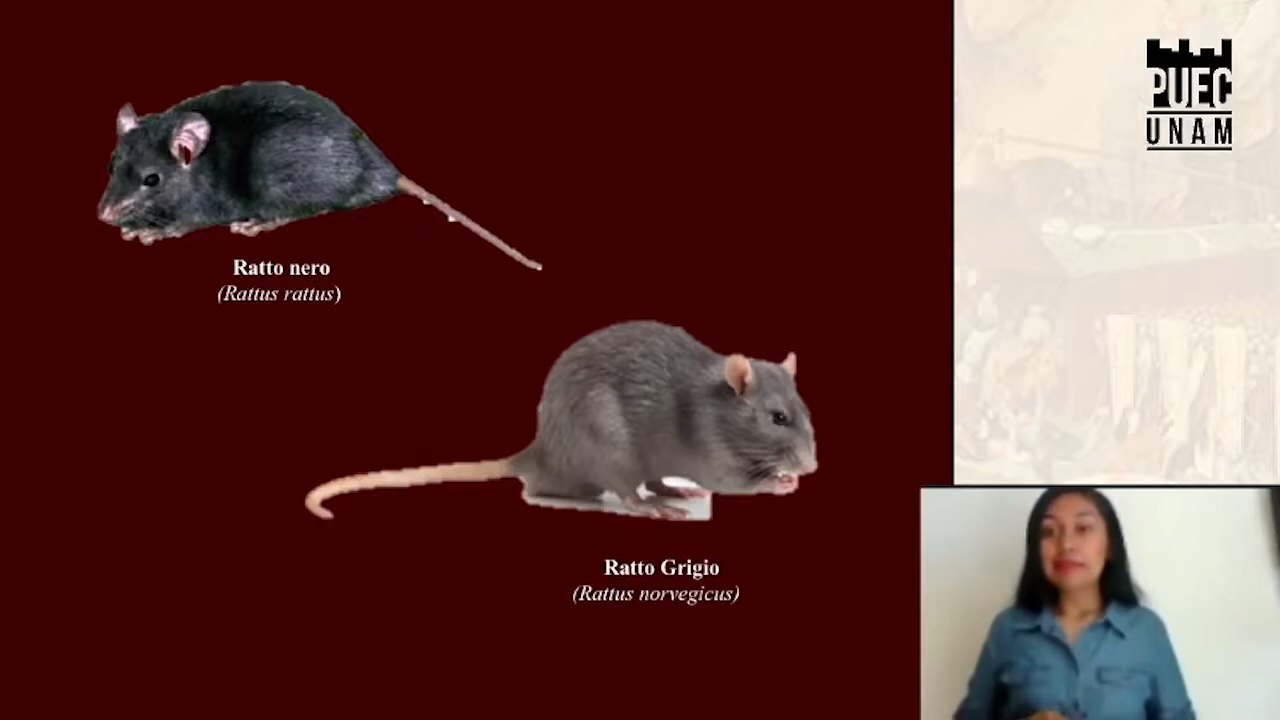 PUEC
UNAM
Ratto nero
(Rattus rattus)
Ratto Grigio
(Rattus norvegicus)